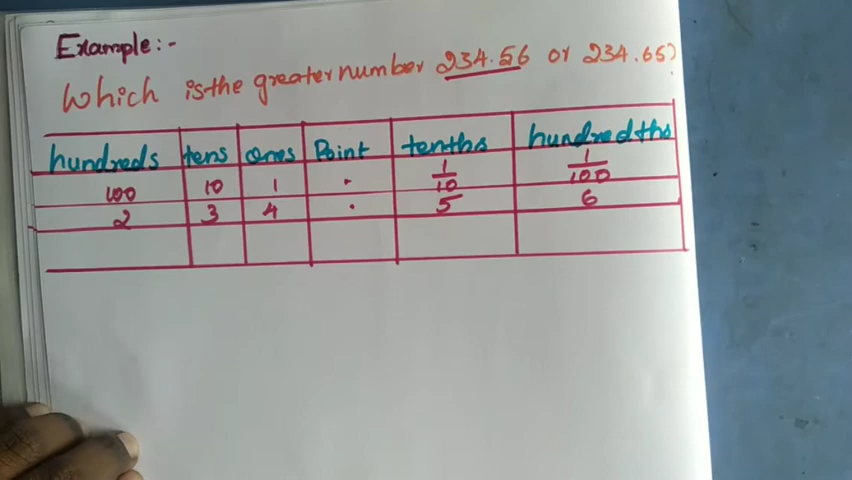 Example:-
Which is the greater number 234.56 or 234.65?
hundreds tens ones Point tenths hundredths
100 10 1 . 1/10 1/100
2 3 4 . 5 6